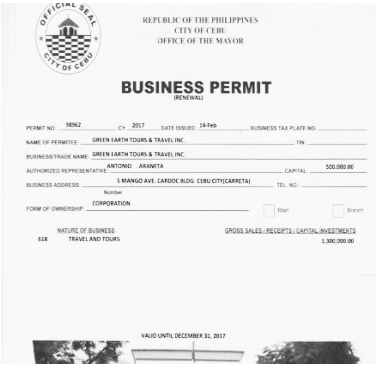 OFFICIAL SEAL
CITY OF CEBU
REPUBLIC OF THE PHILIPPINES
CITY OF CEBU
OFFICE OF THE MAYOR
BUSINESS PERMIT
(RENEWAL)
PERMIT NO.: 98962 CY 2017 DATE ISSUED 14-Feb BUSINESS TAX PLATE NO.
NAME OF PERMITEE: GREEN EARTH TOURS & TRAVEL INC. TIN:
BUSINESS/TRADE NAME: GREEN EARTH TOURS & TRAVEL INC.
AUTHORIZED REPRESENTATIVE: ANTONIO ARANETA CAPITAL: 500,000.00
BUSINESS ADDRESS: S MANGO AVE. CARDOC BLDG. CEBU CITY(CARRETA) TEL. NO.:
Number
FORM OF OWNERSHIP: CORPORATION Main Branch
NATURE OF BUSINESS GROSS SALES / RECEIPTS / CAPITAL INVESTMENTS
618 TRAVEL AND TOURS 1,300,000.00
VALID UNTIL DECEMBER 31, 2017